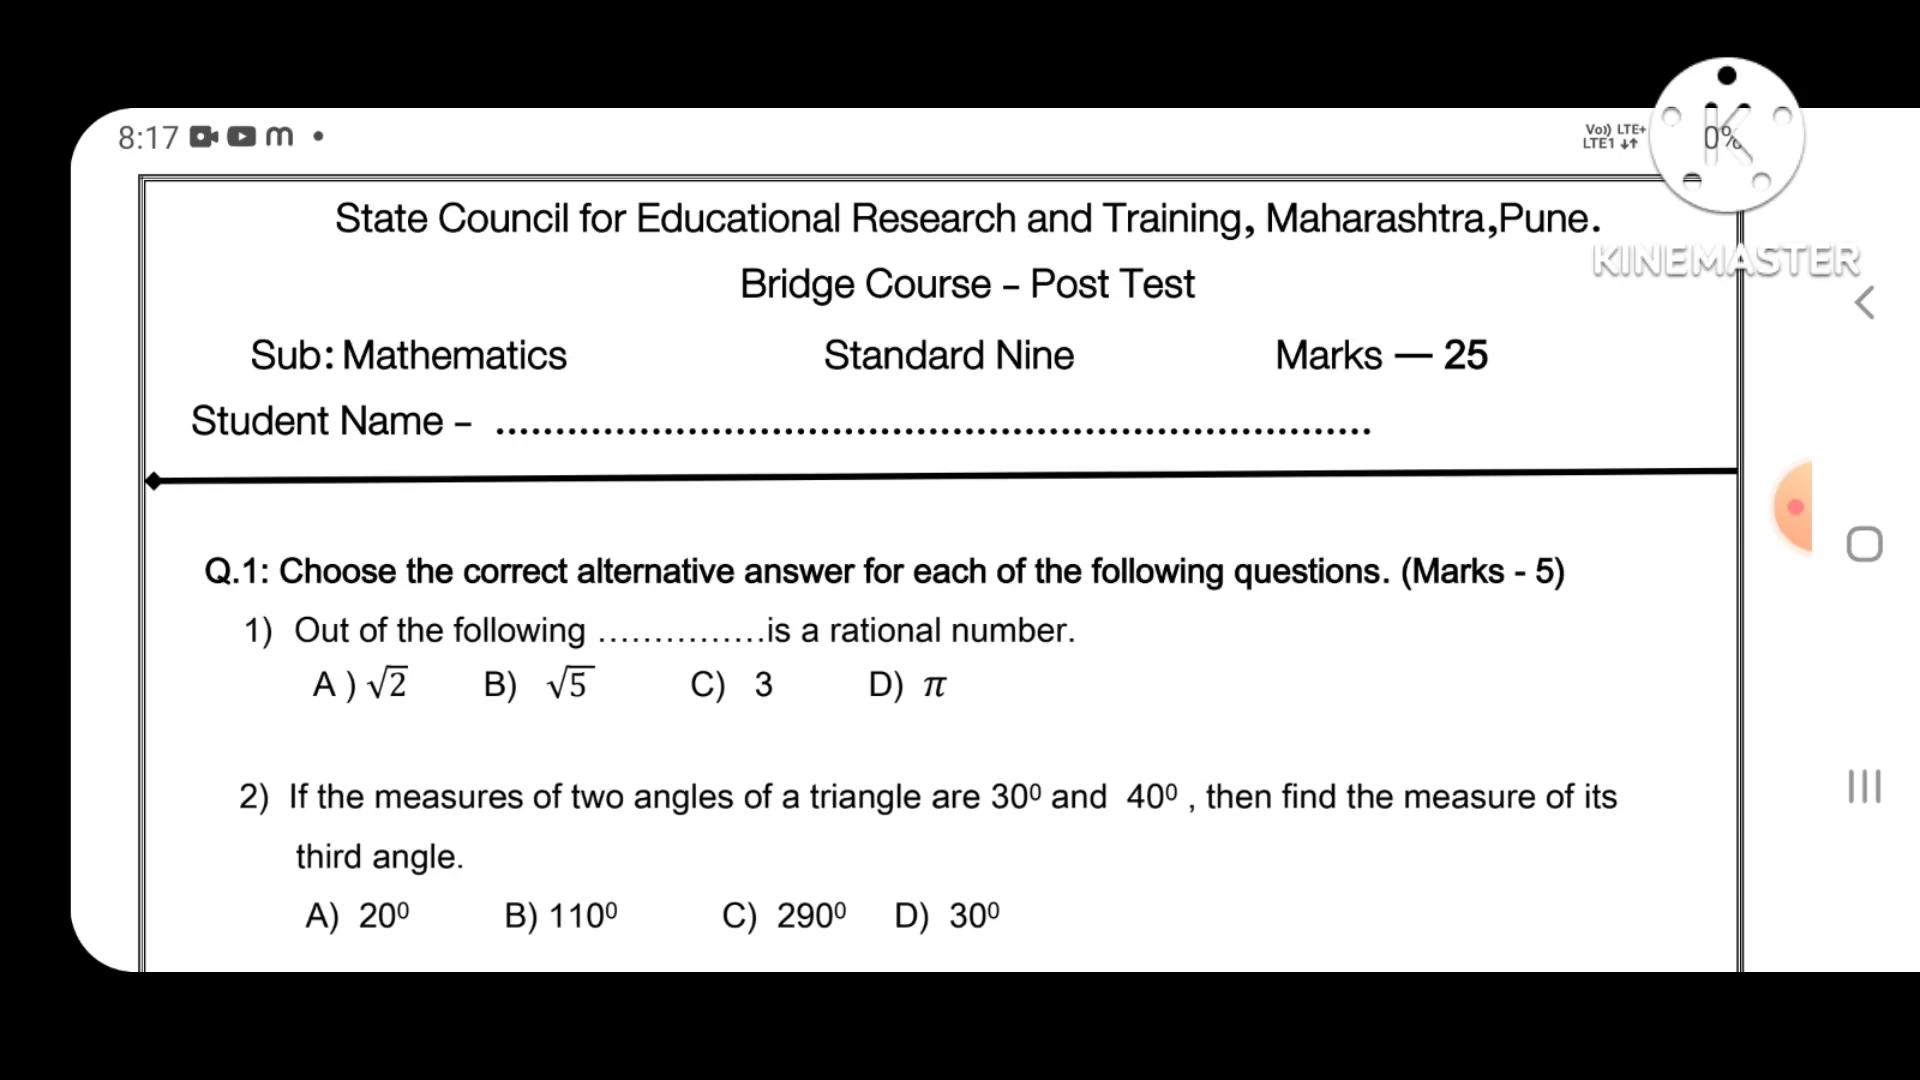 8:17 m •
Vo)) LTE+
LTE1 ↓↑
0%
KINEMASTER
State Council for Educational Research and Training, Maharashtra,Pune.
Bridge Course – Post Test
Sub: Mathematics Standard Nine Marks — 25
Student Name – ..........................................................................
Q.1: Choose the correct alternative answer for each of the following questions. (Marks - 5)
1) Out of the following ……………is a rational number.
A ) √2 B) √5 C) 3 D) π
2) If the measures of two angles of a triangle are 30⁰ and 40⁰ , then find the measure of its
third angle.
A) 20⁰ B) 110⁰ C) 290⁰ D) 30⁰